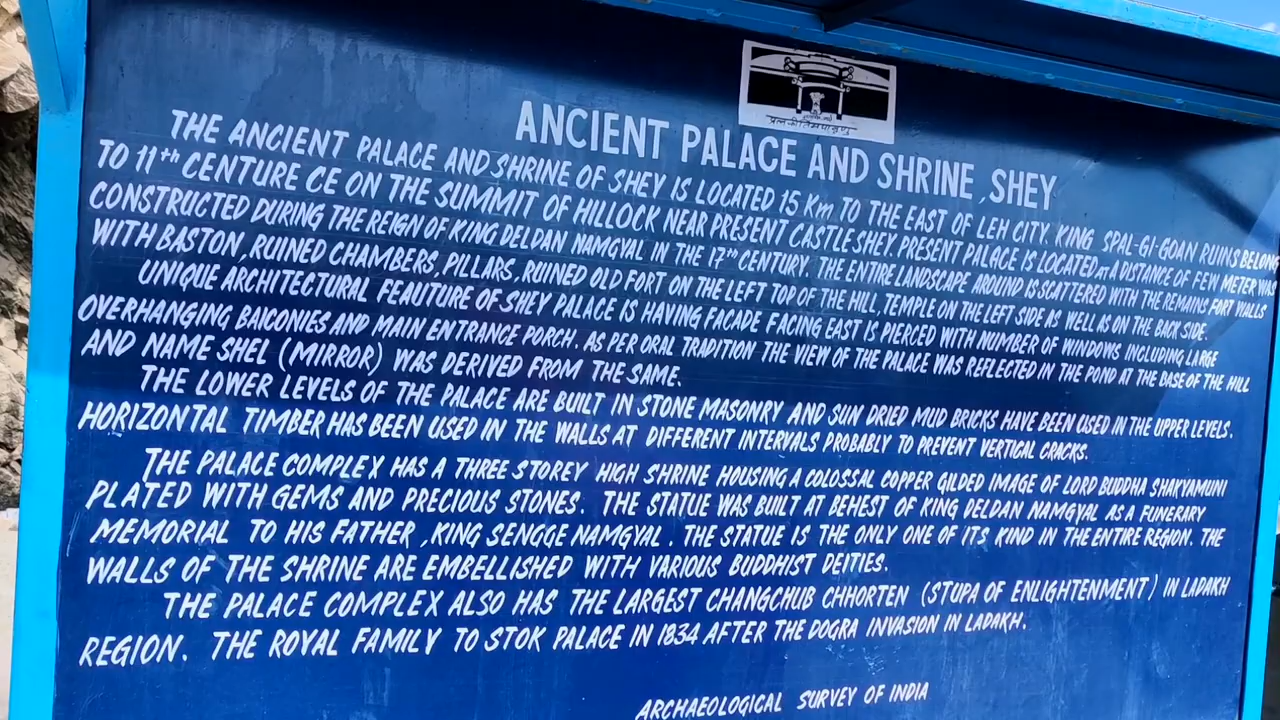 ANCIENT PALACE AND SHRINE, SHEY
THE ANCIENT PALACE AND SHRINE OF SHEY IS LOCATED 15 Km TO THE EAST OF LEH CITY. KING SPAL-GI-GOAN RUINS BELONG
TO 11th CENTURE CE ON THE SUMMIT OF HILLOCK NEAR PRESENT CASTLE SHEY. PRESENT PALACE IS LOCATED AT A DISTANCE OF FEW METER WAS
CONSTRUCTED DURING THE REIGN OF KING DELDAN NAMGYAL IN THE 17th CENTURY. THE ENTIRE LANDSCAPE AROUND IS SCATTERED WITH THE REMAINS FORT WALLS
WITH BASTON, RUINED CHAMBERS, PILLARS, RUINED OLD FORT ON THE LEFT TOP OF THE HILL, TEMPLE ON THE LEFT SIDE AS WELL AS ON THE BACK SIDE.
UNIQUE ARCHITECTURAL FEAUTURE OF SHEY PALACE IS HAVING FACADE FACING EAST IS PIERCED WITH NUMBER OF WINDOWS INCLUDING LARGE
OVERHANGING BALCONIES AND MAIN ENTRANCE PORCH. AS PER ORAL TRADITION THE VIEW OF THE PALACE WAS REFLECTED IN THE POND AT THE BASE OF THE HILL
AND NAME SHEL (MIRROR) WAS DERIVED FROM THE SAME.
THE LOWER LEVELS OF THE PALACE ARE BUILT IN STONE MASONRY AND SUN DRIED MUD BRICKS HAVE BEEN USED IN THE UPPER LEVELS.
HORIZONTAL TIMBER HAS BEEN USED IN THE WALLS AT DIFFERENT INTERVALS PROBABLY TO PREVENT VERTICAL CRACKS.
THE PALACE COMPLEX HAS A THREE STOREY HIGH SHRINE HOUSING A COLOSSAL COPPER GILDED IMAGE OF LORD BUDDHA SHAKYAMUNI
PLATED WITH GEMS AND PRECIOUS STONES. THE STATUE WAS BUILT AT BEHEST OF KING DELDAN NAMGYAL AS A FUNERARY
MEMORIAL TO HIS FATHER, KING SENGGE NAMGYAL. THE STATUE IS THE ONLY ONE OF ITS KIND IN THE ENTIRE REGION. THE
WALLS OF THE SHRINE ARE EMBELLISHED WITH VARIOUS BUDDHIST DEITIES.
THE PALACE COMPLEX ALSO HAS THE LARGEST CHANGCHUB CHHORTEN (STUPA OF ENLIGHTENMENT) IN LADAKH
REGION. THE ROYAL FAMILY TO STOK PALACE IN 1834 AFTER THE DOGRA INVASION IN LADAKH.
ARCHAEOLOGICAL SURVEY OF INDIA